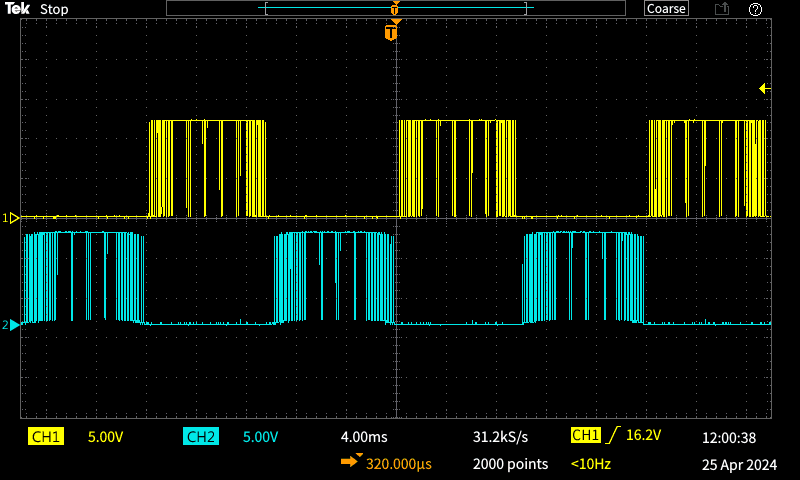 Tek Stop
T
Coarse
?
T
1
2
CH1 5.00V CH2 5.00V 4.00ms 31.2kS/s CH1 16.2V 12:00:38
320.000µs 2000 points <10Hz 25 Apr 2024